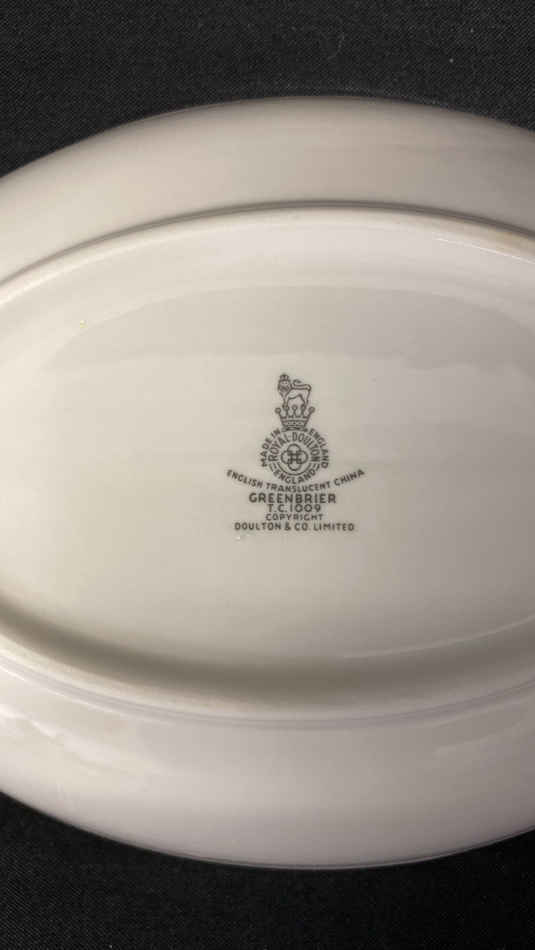 MADE IN ENGLAND
ROYAL·DOULTON
ENGLAND
ENGLISH TRANSLUCENT CHINA
GREENBRIER
T.C.1009
COPYRIGHT
DOULTON & CO. LIMITED